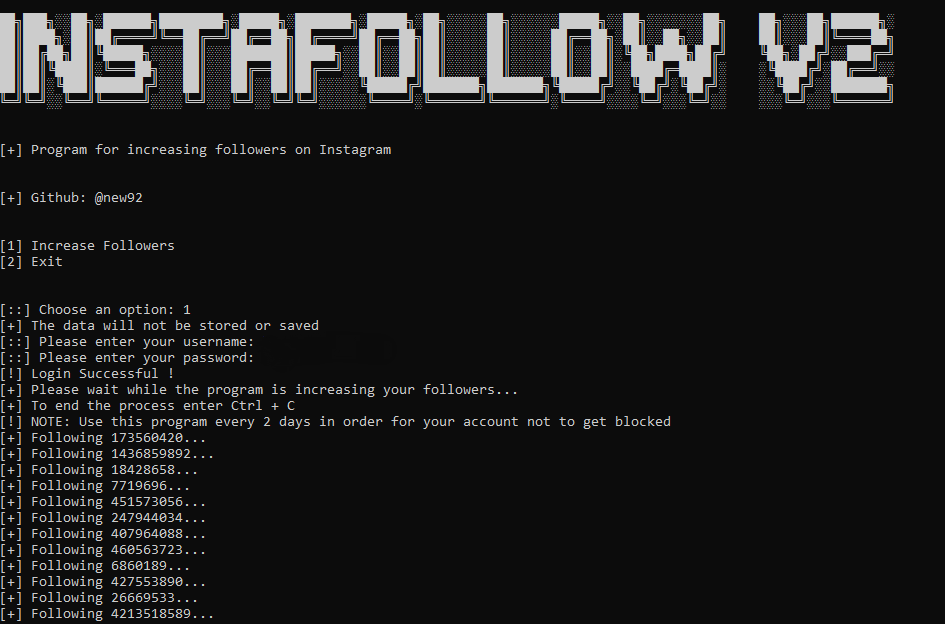 INSTAFOLLOW V2
[+] Program for increasing followers on Instagram
[+] Github: @new92
[1] Increase Followers
[2] Exit
[::] Choose an option: 1
[+] The data will not be stored or saved
[::] Please enter your username:
[::] Please enter your password:
[!] Login Successful !
[+] Please wait while the program is increasing your followers...
[+] To end the process enter Ctrl + C
[!] NOTE: Use this program every 2 days in order for your account not to get blocked
[+] Following 173560420...
[+] Following 1436859892...
[+] Following 18428658...
[+] Following 7719696...
[+] Following 451573056...
[+] Following 247944034...
[+] Following 407964088...
[+] Following 460563723...
[+] Following 6860189...
[+] Following 427553890...
[+] Following 26669533...
[+] Following 4213518589...